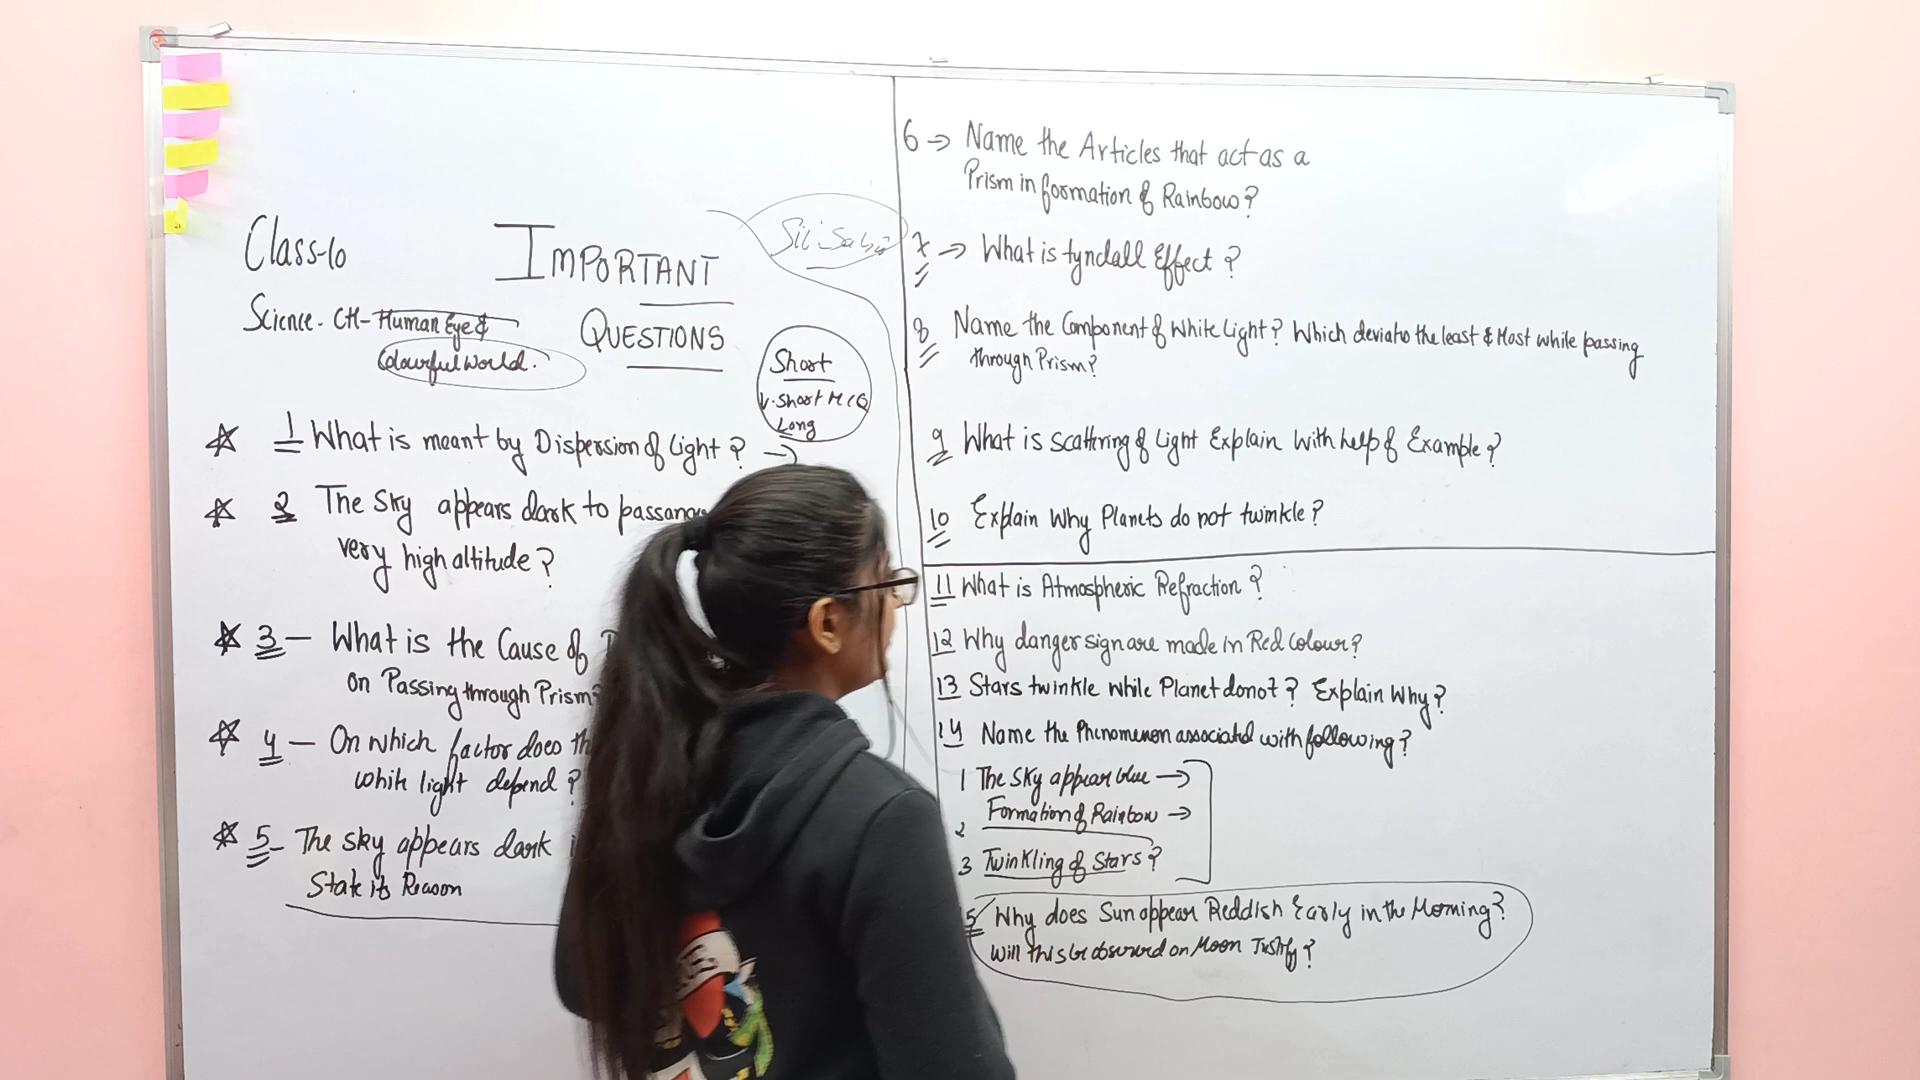 Class-10
Science- CH- Human Eye &
Colourful World.
IMPORTANT
QUESTIONS
Short
V. Short MCQ
Long
1 What is meant by Dispersion of Light? →
2 The Sky appears dark to
very high altitude?
3 — What is the Cause of
on Passing through Prism?
4 — On which factor does
white light depend?
5- The sky appears dark
State its Reason
6 → Name the Articles that act as a
Prism in formation of Rainbow?
7 → What is tyndall Effect?
8 Name the Component of White Light? Which the least & Most while passing
through Prism?
9 What is Light Explain With help of Example?
10 Explain Why Planets do not twinkle?
11 What is Atmospheric Refraction?
12 Why danger sign are made in Red Colour?
13 Stars twinkle while Planet donot? Explain Why?
14 Name the associated with following?
1 The Sky appear blue →
2 Formation of Rainbow →
3 Twinkling of Stars?
5 Why does Sun appear Reddish Early in the Morning?
Will this be observed on Moon Justify?